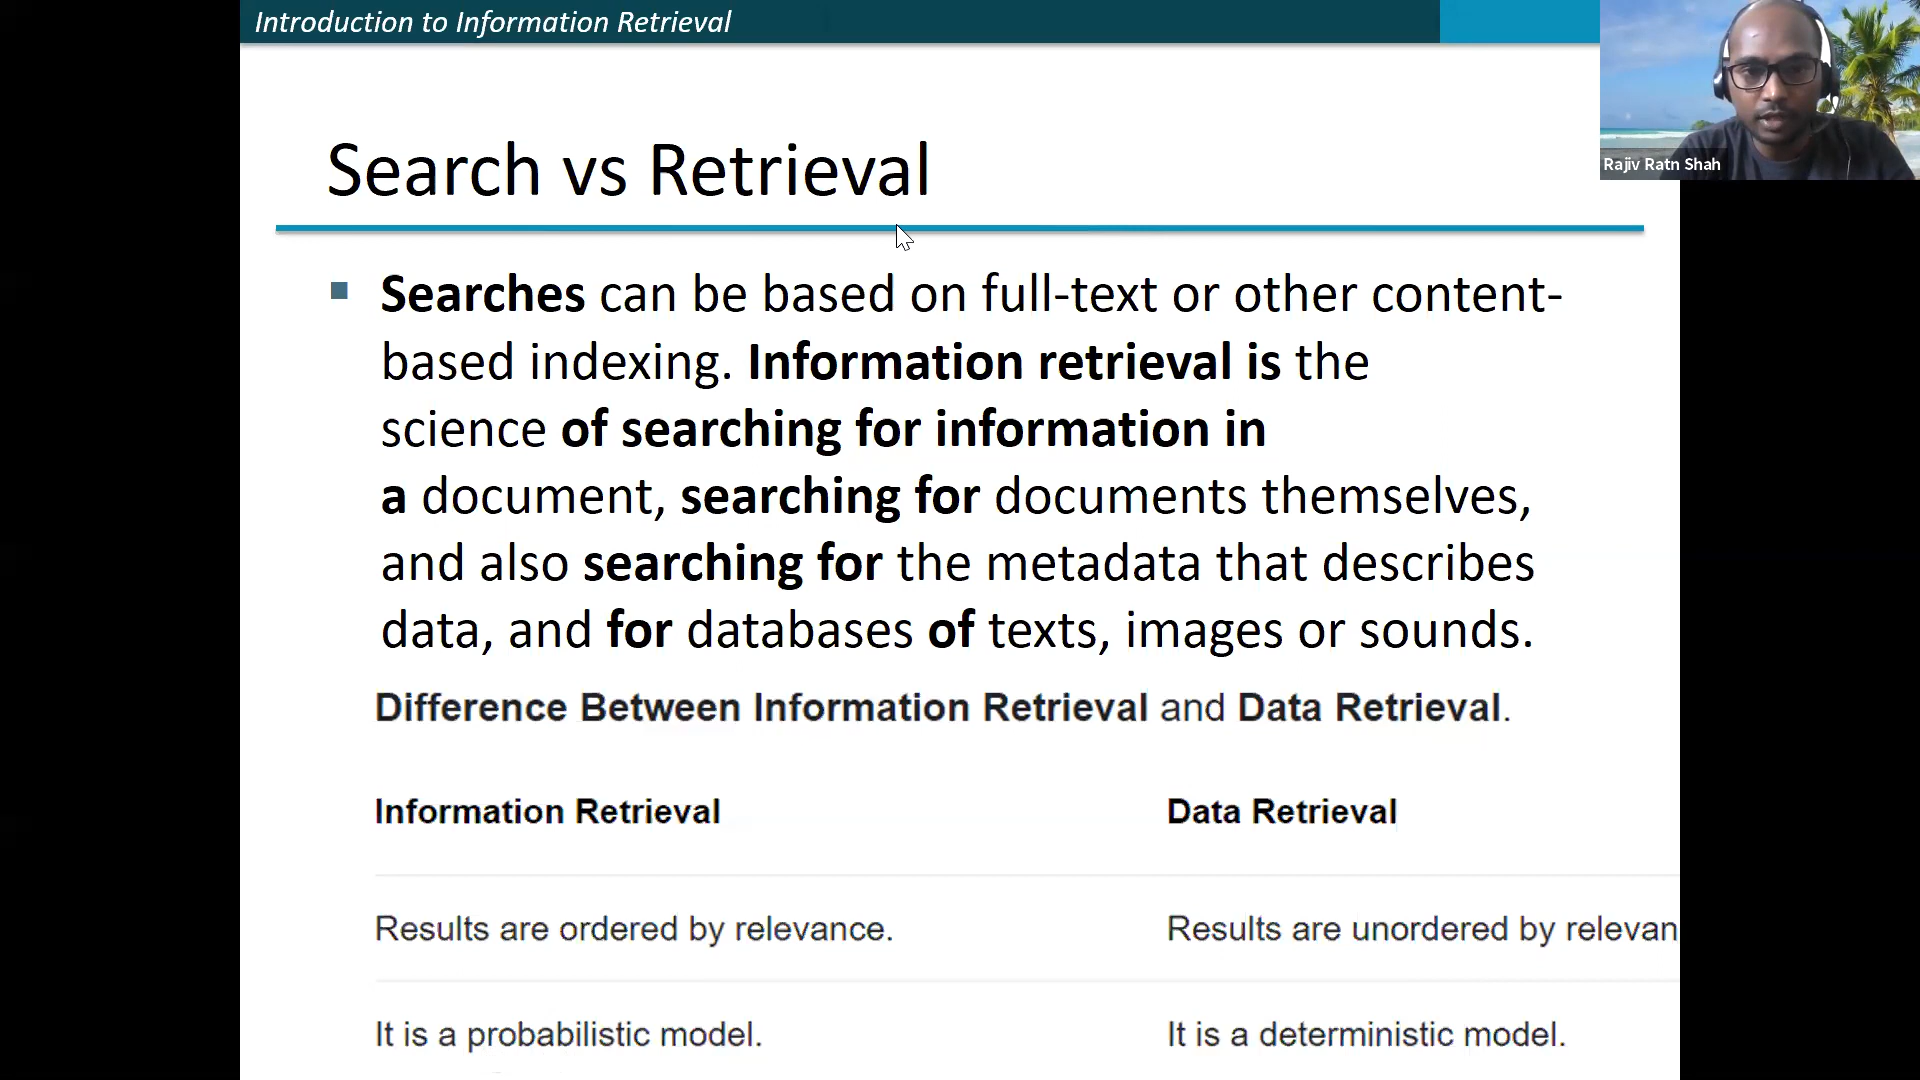 Introduction to Information Retrieval
Rajiv Ratn Shah
Search vs Retrieval
Searches can be based on full-text or other content-
based indexing. Information retrieval is the
science of searching for information in
a document, searching for documents themselves,
and also searching for the metadata that describes
data, and for databases of texts, images or sounds.
Difference Between Information Retrieval and Data Retrieval.
Information Retrieval Data Retrieval
Results are ordered by relevance. Results are unordered by relevan
It is a probabilistic model. It is a deterministic model.